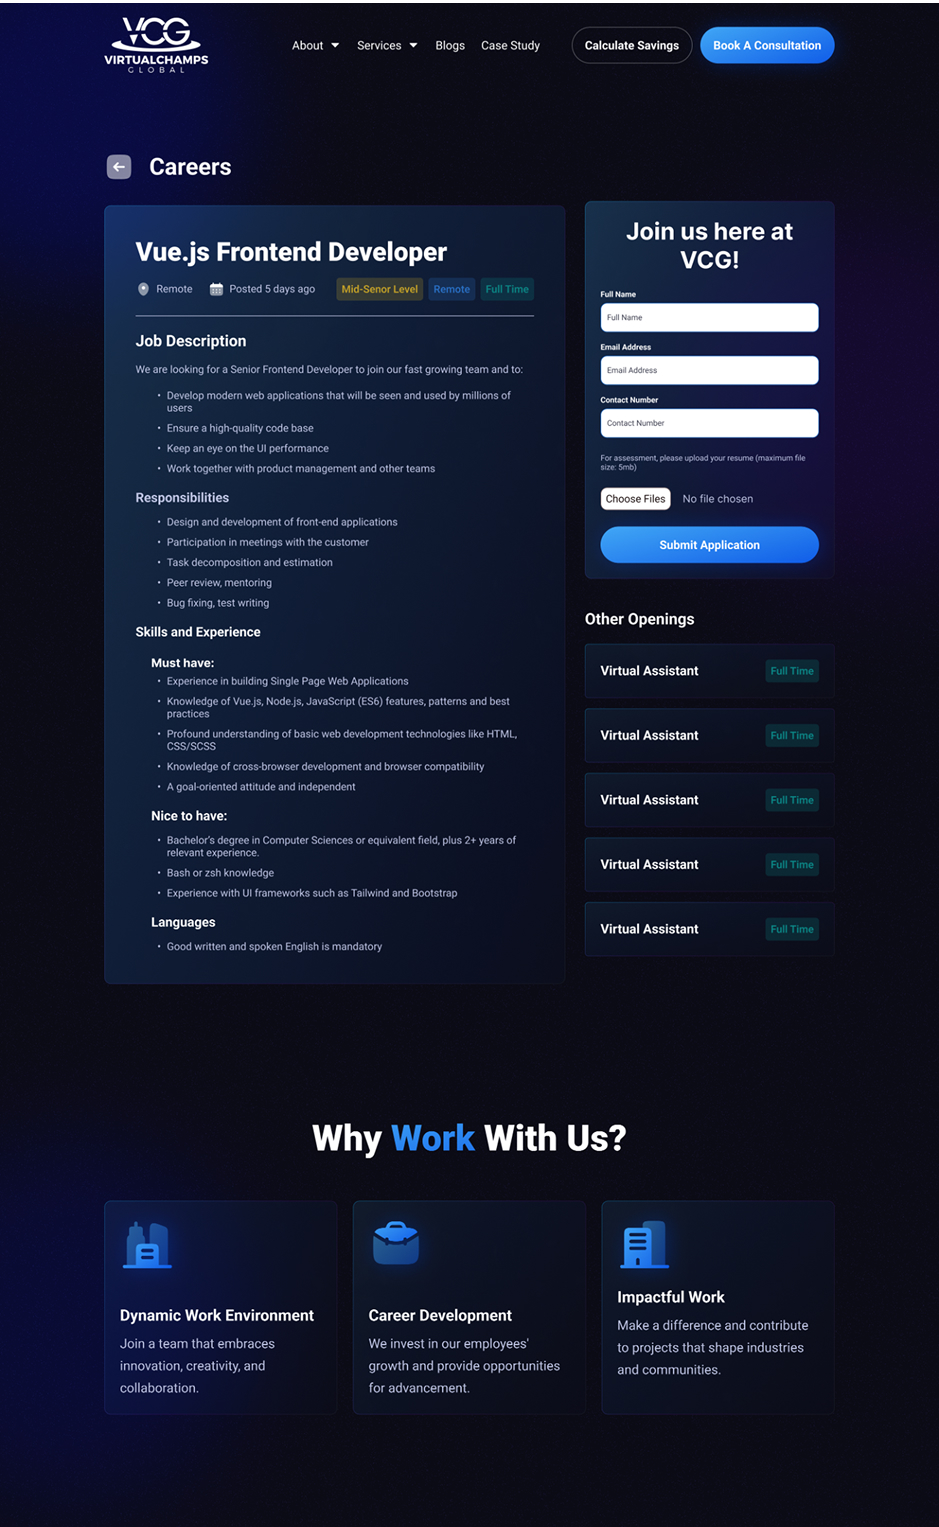 VCG
VIRTUALCHAMPS
GLOBAL
About
Services
Blogs
Case Study
Calculate Savings
Book A Consultation
Careers
Vue.js Frontend Developer
Remote
Posted 5 days ago
Mid-Senor Level
Remote
Full Time
Job Description
We are looking for a Senior Frontend Developer to join our fast growing team and to:
• Develop modern web applications that will be seen and used by millions of
users
• Ensure a high-quality code base
• Keep an eye on the UI performance
• Work together with product management and other teams
Responsibilities
• Design and development of front-end applications
• Participation in meetings with the customer
• Task decomposition and estimation
• Peer review, mentoring
• Bug fixing, test writing
Skills and Experience
Must have:
• Experience in building Single Page Web Applications
• Knowledge of Vue.js, Node.js, JavaScript (ES6) features, patterns and best
practices
• Profound understanding of basic web development technologies like HTML,
CSS/SCSS
• Knowledge of cross-browser development and browser compatibility
• A goal-oriented attitude and independent
Nice to have:
• Bachelor's degree in Computer Sciences or equivalent field, plus 2+ years of
relevant experience.
• Bash or zsh knowledge
• Experience with UI frameworks such as Tailwind and Bootstrap
Languages
• Good written and spoken English is mandatory
Join us here at
VCG!
Full Name
Full Name
Email Address
Email Address
Contact Number
Contact Number
For assessment, please upload your resume (maximum file
size: 5mb)
Choose Files No file chosen
Submit Application
Other Openings
Virtual Assistant Full Time
Virtual Assistant Full Time
Virtual Assistant Full Time
Virtual Assistant Full Time
Virtual Assistant Full Time
Why Work With Us?
Dynamic Work Environment
Join a team that embraces
innovation, creativity, and
collaboration.
Career Development
We invest in our employees'
growth and provide opportunities
for advancement.
Impactful Work
Make a difference and contribute
to projects that shape industries
and communities.